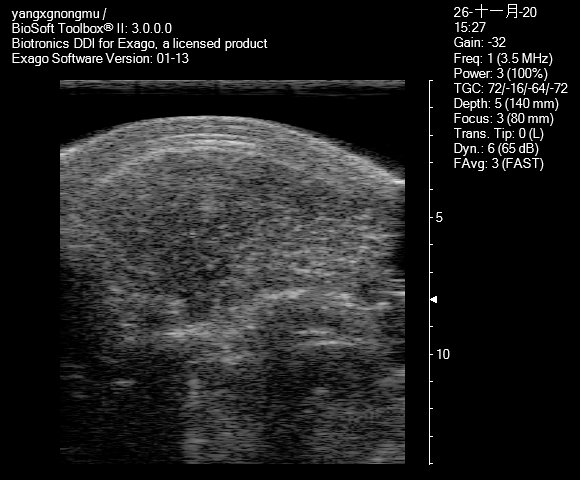 yangxgnongmu /
BioSoft Toolbox® II: 3.0.0.0
Biotronics DDI for Exago, a licensed product
Exago Software Version: 01-13
26-十一月-20
15:27
Gain: -32
Freq: 1 (3.5 MHz)
Power: 3 (100%)
TGC: 72/-16/-64/-72
Depth: 5 (140 mm)
Focus: 3 (80 mm)
Trans. Tip: 0 (L)
Dyn.: 6 (65 dB)
FAvg: 3 (FAST)
5
10